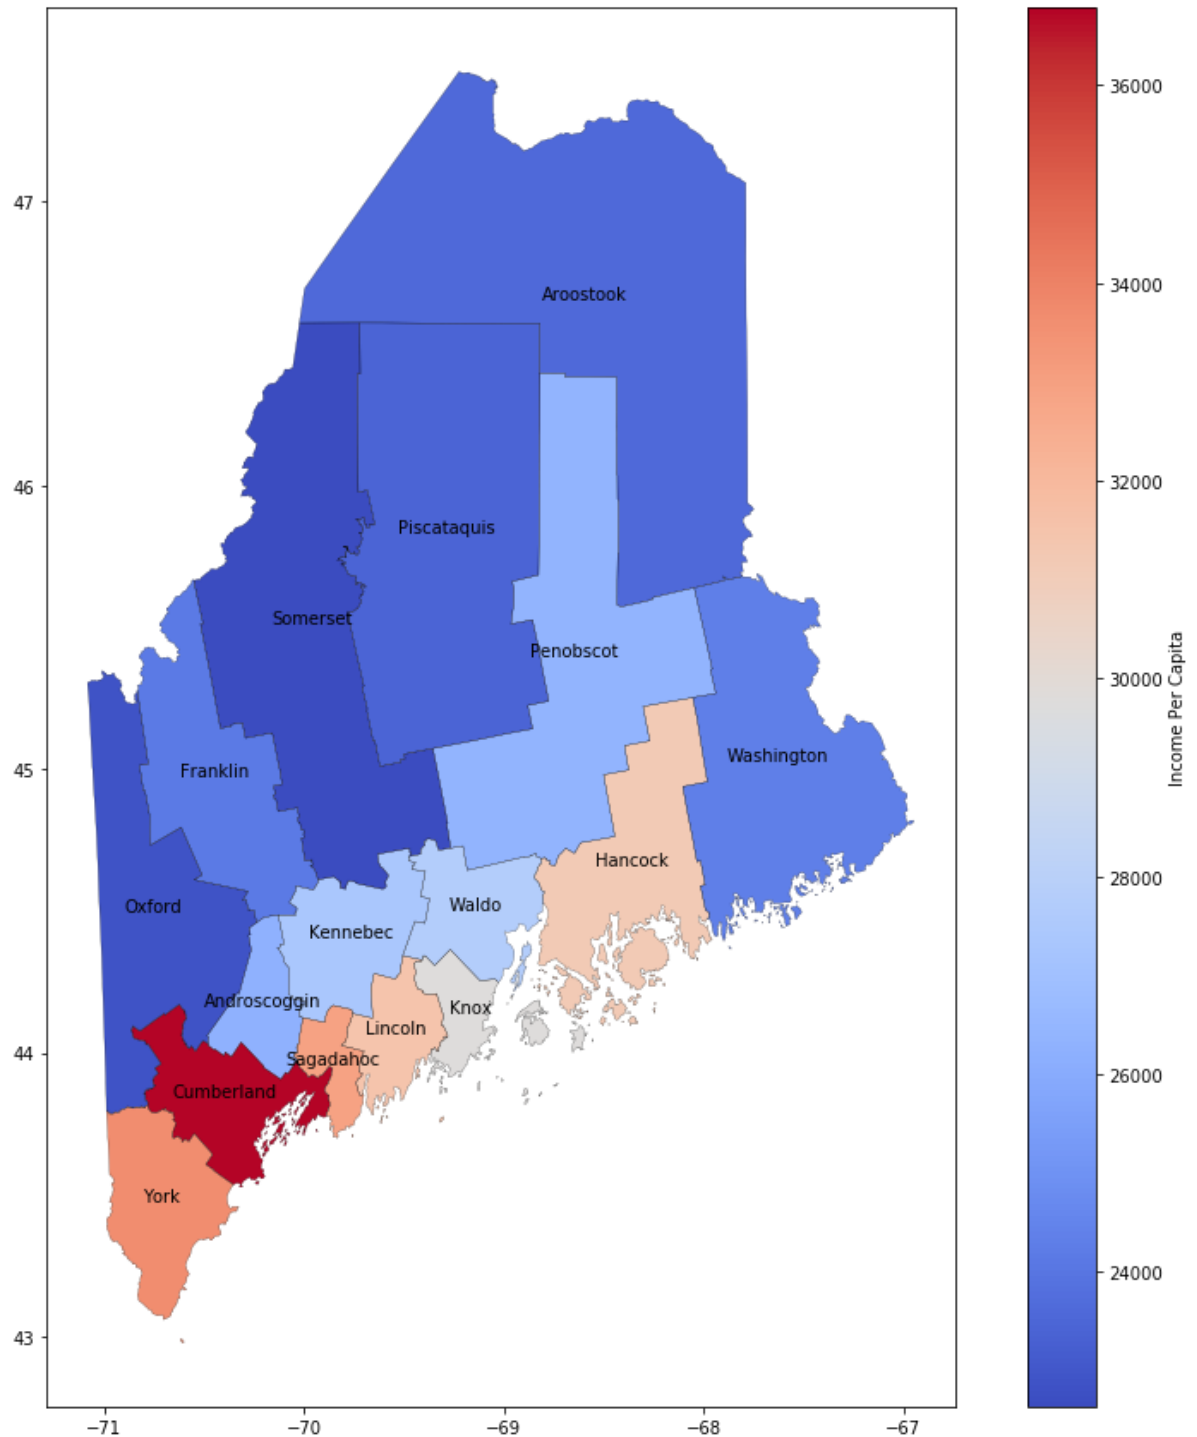 36000
47
Aroostook
34000
32000
46
Piscataquis
Somerset
Penobscot
30000
Income Per Capita
45
Franklin
Washington
Hancock
28000
Oxford
Waldo
Kennebec
Androscoggin
Knox
Lincoln
44
Sagadahoc
26000
Cumberland
York
24000
43
−71
−70
−69
−68
−67